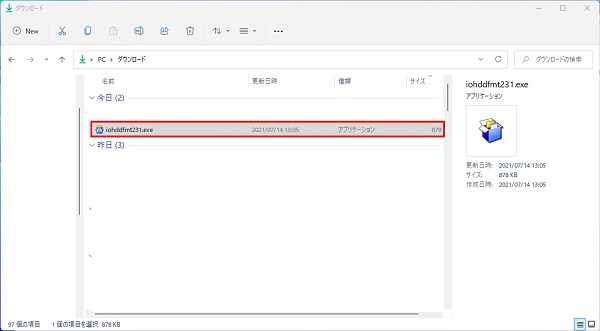 ダウンロード
New
PC > ダウンロード
ダウンロードの検索
名前 更新日時 種類 サイズ
今日 (2)
iohddfmt231.exe 2021/07/14 13:05 アプリケーション 879
昨日 (3)
iohddfmt231.exe
アプリケーション
更新日時: 2021/07/14 13:05
サイズ: 878 KB
作成日時: 2021/07/14 13:05
97 個の項目 1 個の項目を選択 878 KB